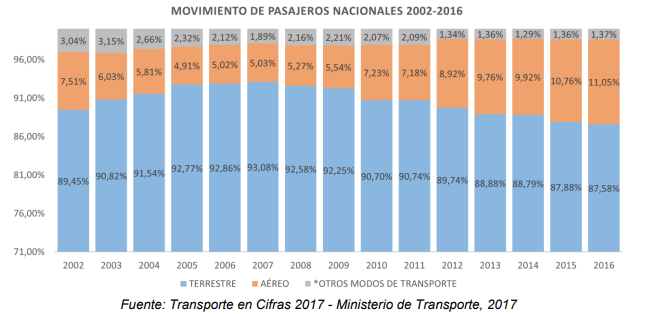 MOVIMIENTO DE PASAJEROS NACIONALES 2002-2016
3,04% 3,15% 2,66% 2,32% 2,12% 1,89% 2,16% 2,21% 2,07% 2,09% 1,34% 1,36% 1,29% 1,36% 1,37%
96,00%
7,51% 6,03% 5,81% 4,91% 5,02% 5,03% 5,27% 5,54% 7,23% 7,18% 8,92% 9,76% 9,92% 10,76% 11,05%
91,00%
86,00%
89,45% 90,82% 91,54% 92,77% 92,86% 93,08% 92,58% 92,25% 90,70% 90,74% 89,74% 88,88% 88,79% 87,88% 87,58%
81,00%
76,00%
71,00%
2002 2003 2004 2005 2006 2007 2008 2009 2010 2011 2012 2013 2014 2015 2016
TERRESTRE AÉREO *OTROS MODOS DE TRANSPORTE
Fuente: Transporte en Cifras 2017 - Ministerio de Transporte, 2017